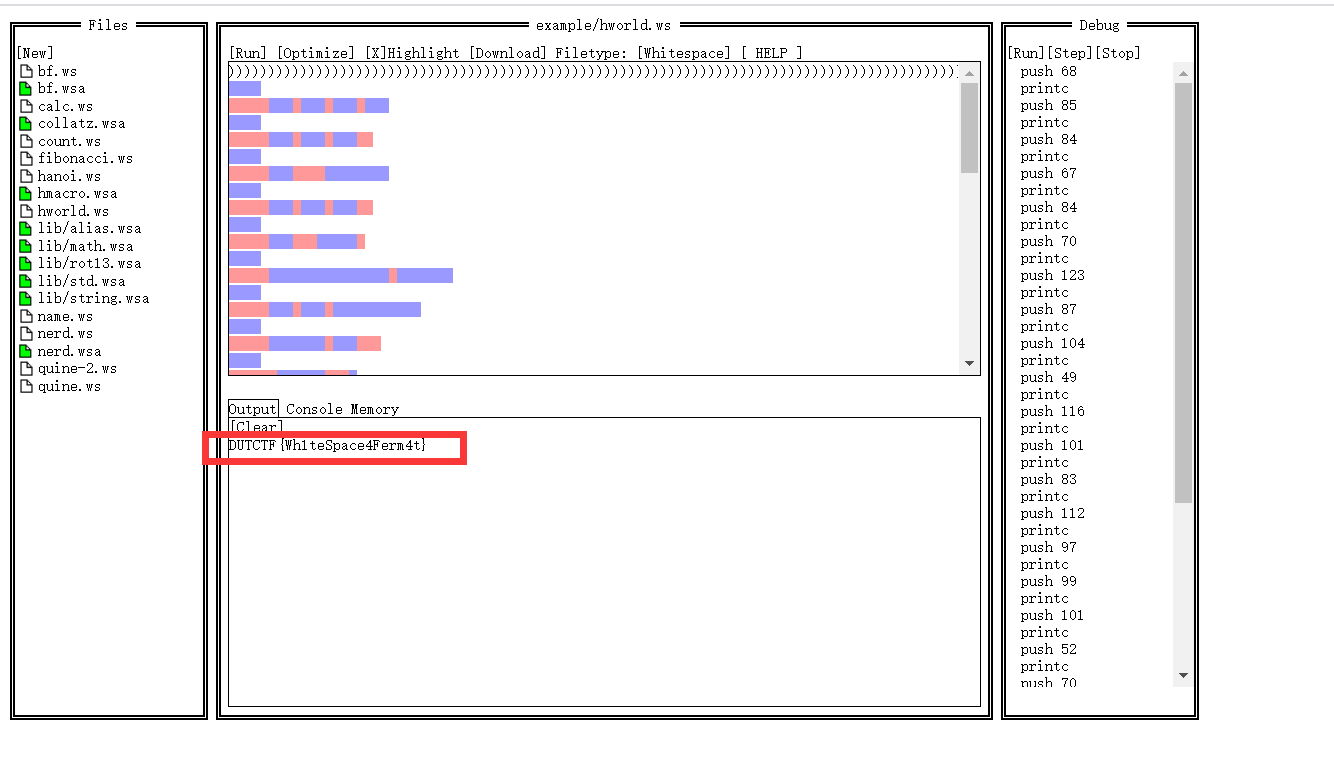 Files
[New]
bf.ws
bf.wsa
calc.ws
collatz.wsa
count.ws
fibonacci.ws
hanoi.ws
hmacro.wsa
hworld.ws
lib/alias.wsa
lib/math.wsa
lib/rot13.wsa
lib/std.wsa
lib/string.wsa
name.ws
nerd.ws
nerd.wsa
quine-2.ws
quine.ws
example/hworld.ws
[Run] [Optimize] [X]Highlight [Download] Filetype: [Whitespace] [ HELP ]
Output Console Memory
[Clear]
DUTCTF{Wh1teSpace4Ferm4t}
Debug
[Run][Step][Stop]
push 68
printc
push 85
printc
push 84
printc
push 67
printc
push 84
printc
push 70
printc
push 123
printc
push 87
printc
push 104
printc
push 49
printc
push 116
printc
push 101
printc
push 83
printc
push 112
printc
push 97
printc
push 99
printc
push 101
printc
push 52
printc
push 70